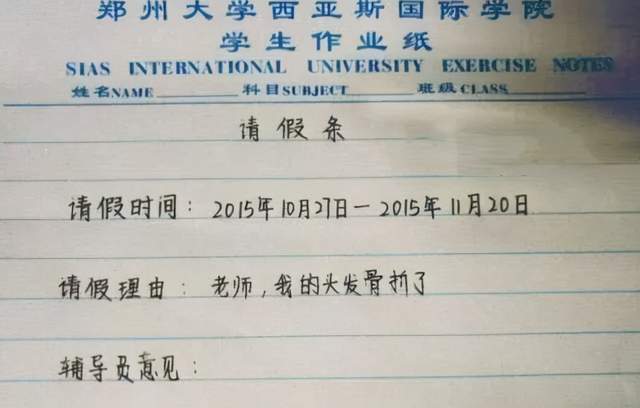 郑州大学西亚斯国际学院
学生作业纸
SIAS INTERNATIONAL UNIVERSITY EXERCISE NOTES
姓名NAME 科目SUBJECT 班级CLASS
请假条
请假时间：2015年10月27日—2015年11月20日
请假理由：老师，我的头发骨折了
辅导员意见：